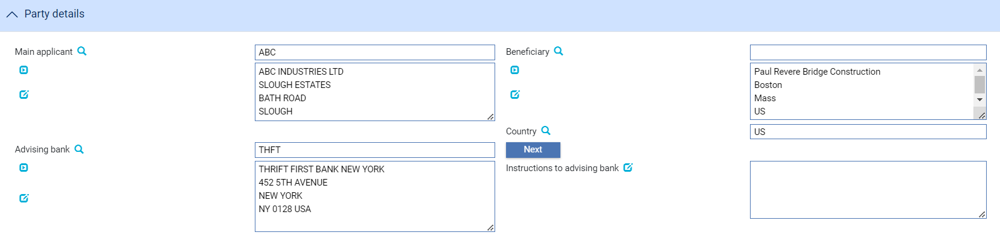 Party details
Main applicant
ABC
ABC INDUSTRIES LTD
SLOUGH ESTATES
BATH ROAD
SLOUGH
Beneficiary
Paul Revere Bridge Construction
Boston
Mass
US
Country
US
Advising bank
THFT
THRIFT FIRST BANK NEW YORK
452 5TH AVENUE
NEW YORK
NY 0128 USA
Next
Instructions to advising bank